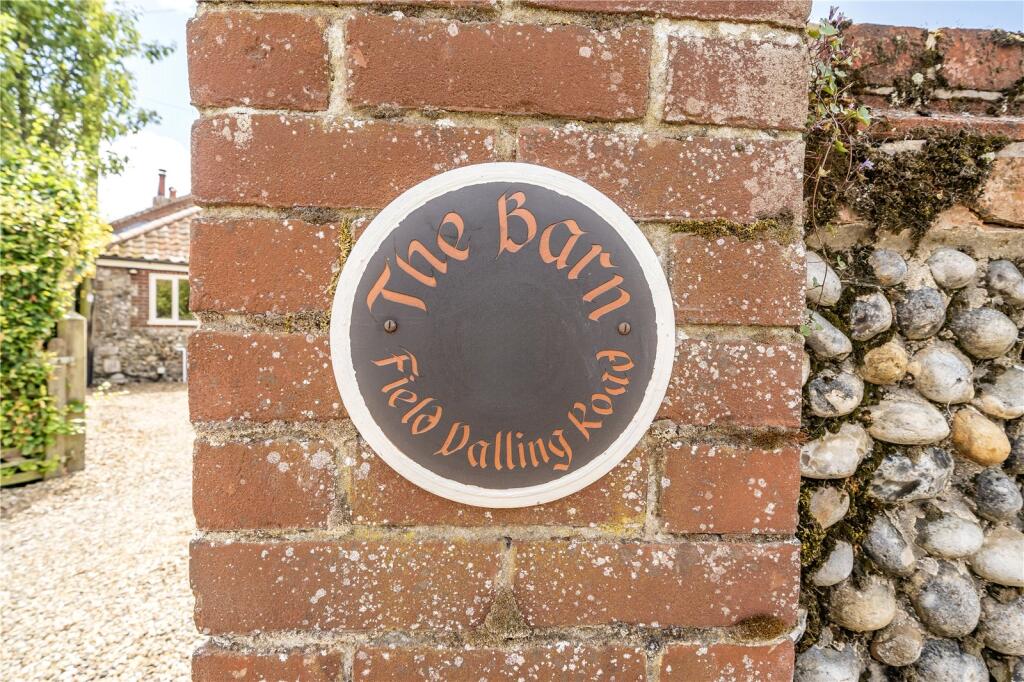 The Barn
Field Dalling Road